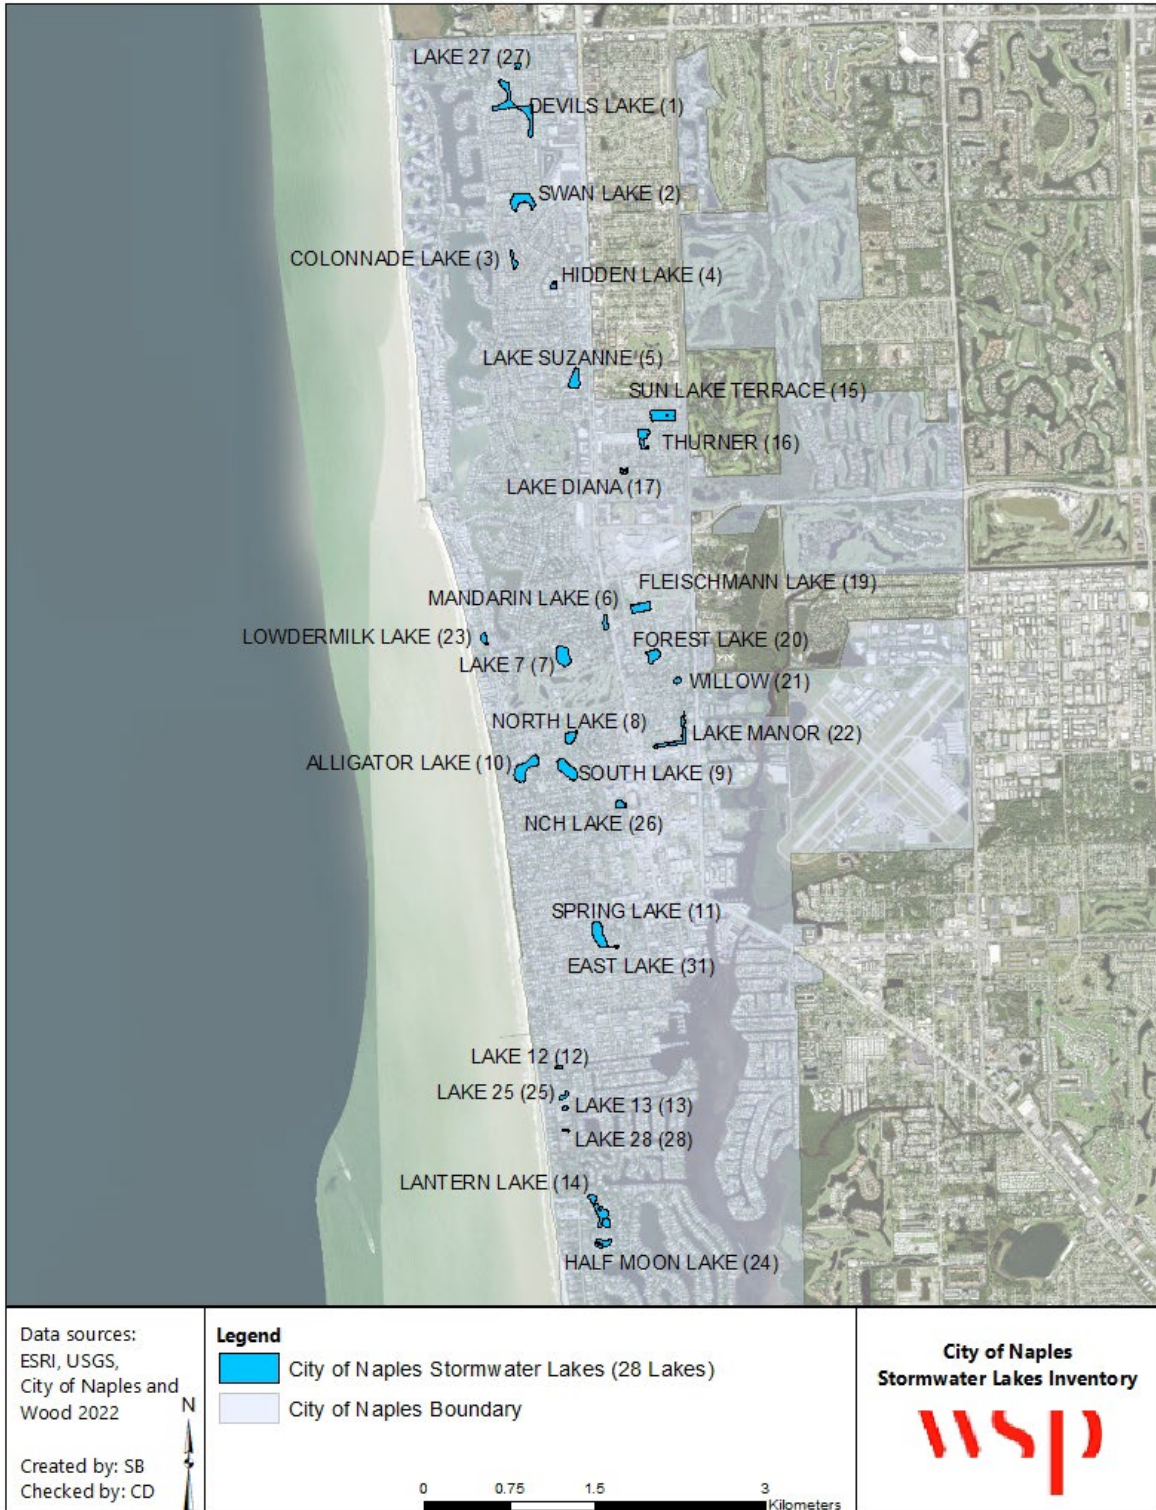 LAKE 27 (27)
DEVILS LAKE (1)
SWAN LAKE (2)
COLONNADE LAKE (3)
HIDDEN LAKE (4)
LAKE SUZANNE (5)
SUN LAKE TERRACE (15)
THURNER (16)
LAKE DIANA (17)
FLEISCHMANN LAKE (19)
MANDARIN LAKE (6)
LOWDERMILK LAKE (23)
FOREST LAKE (20)
LAKE 7 (7)
WILLOW (21)
NORTH LAKE (8)
LAKE MANOR (22)
ALLIGATOR LAKE (10)
SOUTH LAKE (9)
NCH LAKE (26)
SPRING LAKE (11)
EAST LAKE (31)
LAKE 12 (12)
LAKE 25 (25)
LAKE 13 (13)
LAKE 28 (28)
LANTERN LAKE (14)
HALF MOON LAKE (24)
Data sources:
ESRI, USGS,
City of Naples and
Wood 2022
N
Created by: SB
Checked by: CD
Legend
City of Naples Stormwater Lakes (28 Lakes)
City of Naples Boundary
0 0.75 1.5 3
Kilometers
City of Naples
Stormwater Lakes Inventory
wsp